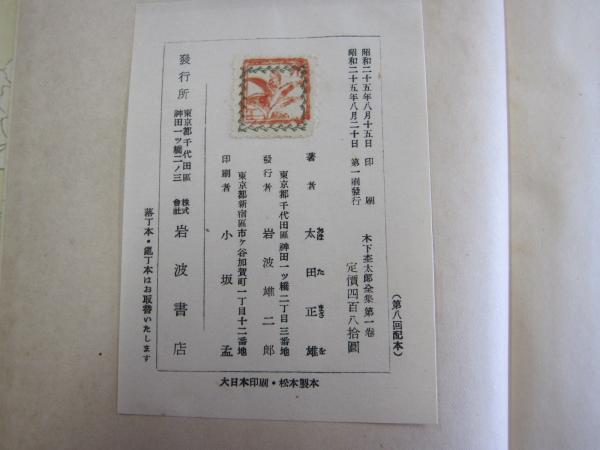 (第八回配本)
木下杢太郎全集 第一巻
定價四百八拾圓
昭和二十五年八月十五日 印刷
昭和二十五年八月二十日 第一刷發行
著者 太田正雄
東京都千代田區神田一ッ橋二丁目三番地
發行者 岩波雄二郎
東京都新宿區市ヶ谷加賀町一丁目十二番地
印刷者 小坂孟
發行所
東京都千代田區
神田一ッ橋二ノ三
株式會社 岩波書店
落丁本・亂丁本はお取替いたします
大日本印刷・松本製本